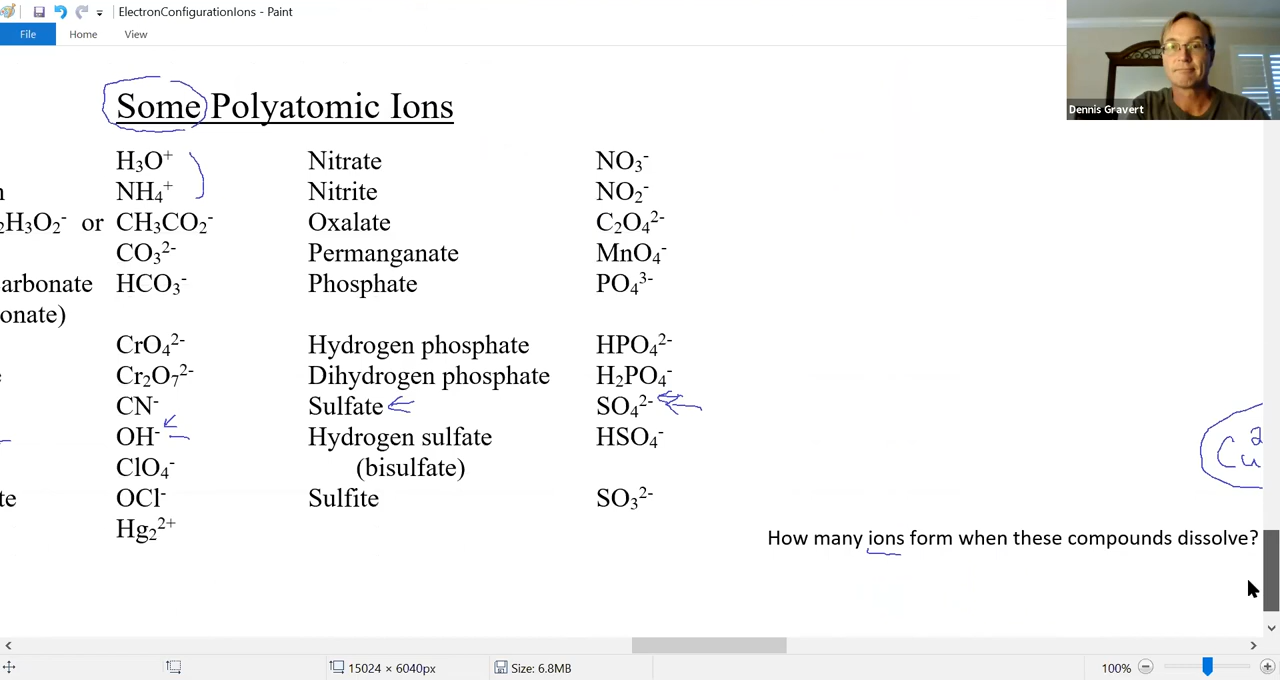 ElectronConfigurationIons - Paint
File Home View
Dennis Gravert
Some Polyatomic Ions
H₃O⁺ Nitrate NO₃⁻
n NH₄⁺ Nitrite NO₂⁻
₂H₃O₂⁻ or CH₃CO₂⁻ Oxalate C₂O₄²⁻
CO₃²⁻ Permanganate MnO₄⁻
arbonate HCO₃⁻ Phosphate PO₄³⁻
onate)
CrO₄²⁻ Hydrogen phosphate HPO₄²⁻
e Cr₂O₇²⁻ Dihydrogen phosphate H₂PO₄⁻
CN⁻ Sulfate SO₄²⁻
OH⁻ Hydrogen sulfate HSO₄⁻
Cu²
ClO₄⁻ (bisulfate)
te OCl⁻ Sulfite SO₃²⁻
Hg₂²⁺
How many ions form when these compounds dissolve?
15024 × 6040px Size: 6.8MB 100%